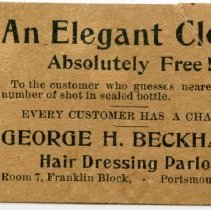 An Elegant Clo
Absolutely Free
To the customer who guesses neare
number of shot in sealed bottle.
EVERY CUSTOMER HAS A CHA
GEORGE H. BECKHA
Hair Dressing Parlo
Room 7, Franklin Block, - Portsmou